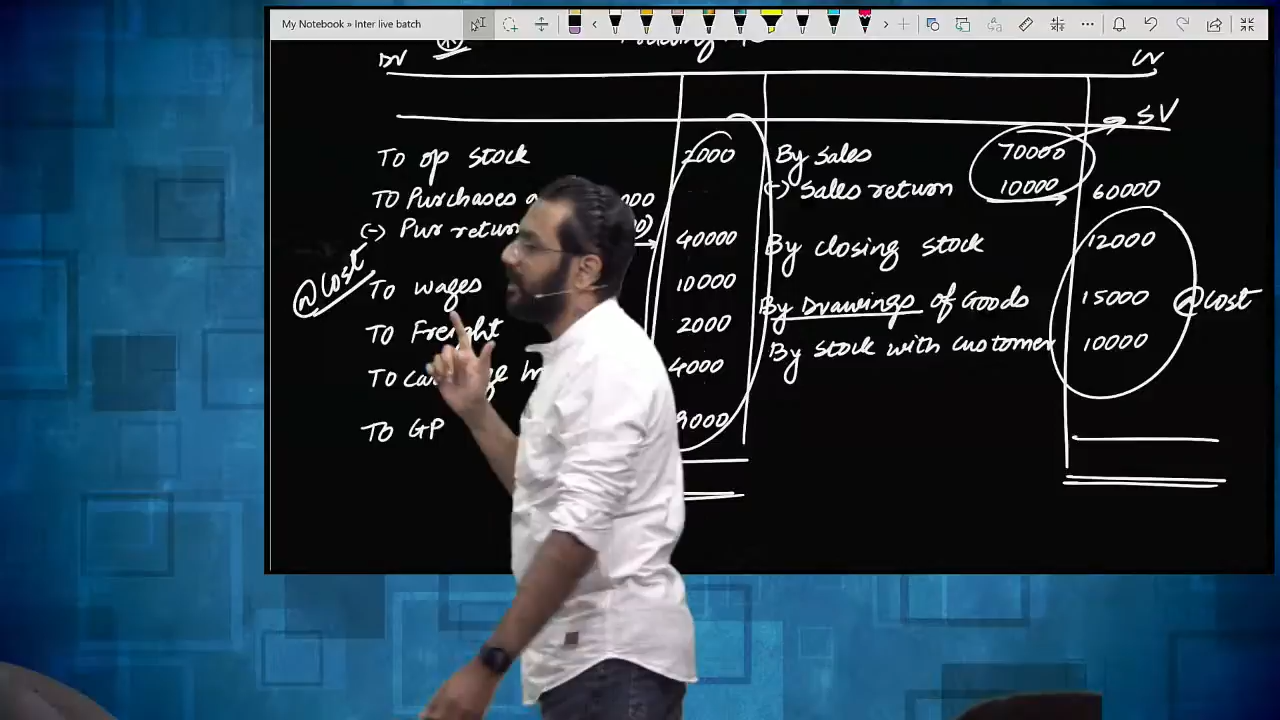 My Notebook » Inter live batch
Dr
Cr
SV
To op stock 2000 By Sales 70000
To Purchases
(-) Sales return 10000 60000
(-) Pur return 40000
By closing stock 12000
@ Cost
To wages 10000
By Drawings of Goods 15000 @ Cost
To Freight 2000
By stock with customer 10000
4000
To GP 9000